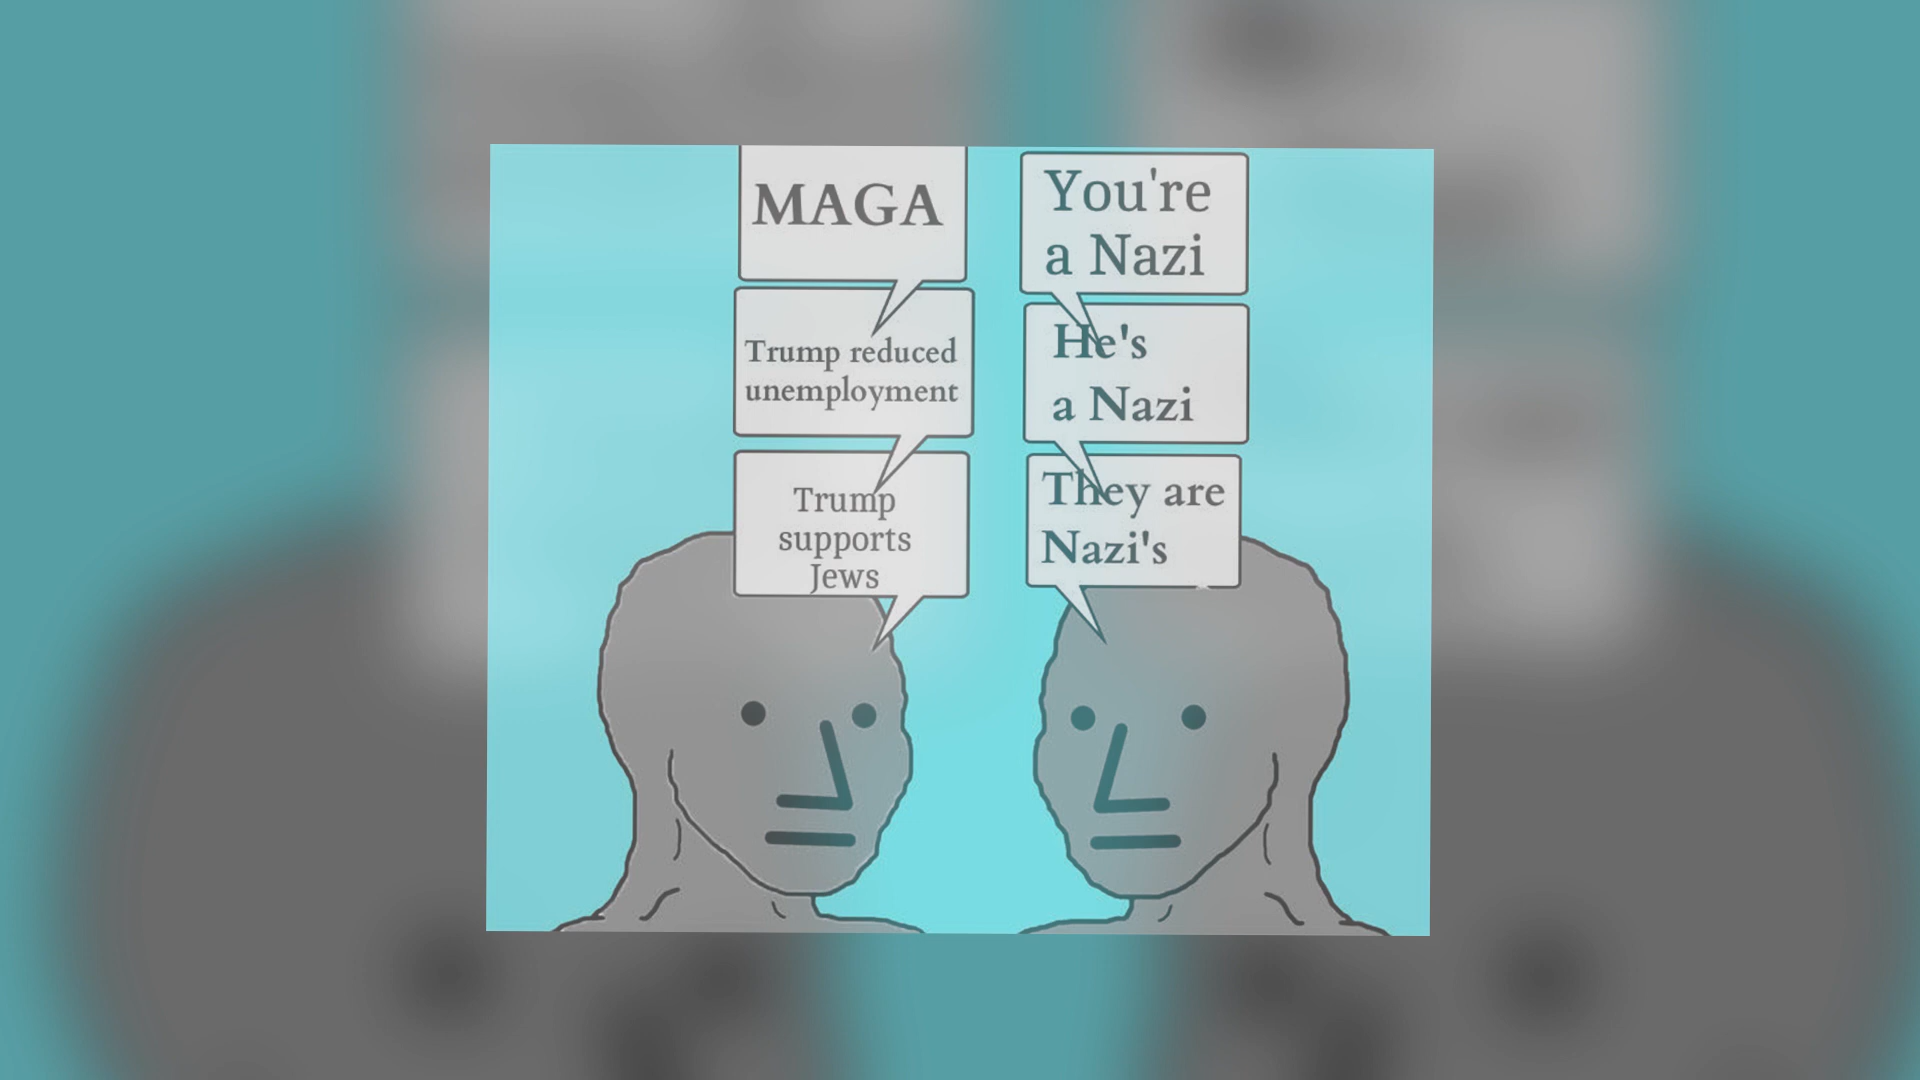 MAGA
You're
a Nazi
Trump reduced
unemployment
He's
a Nazi
Trump
supports
Jews
They are
Nazi's